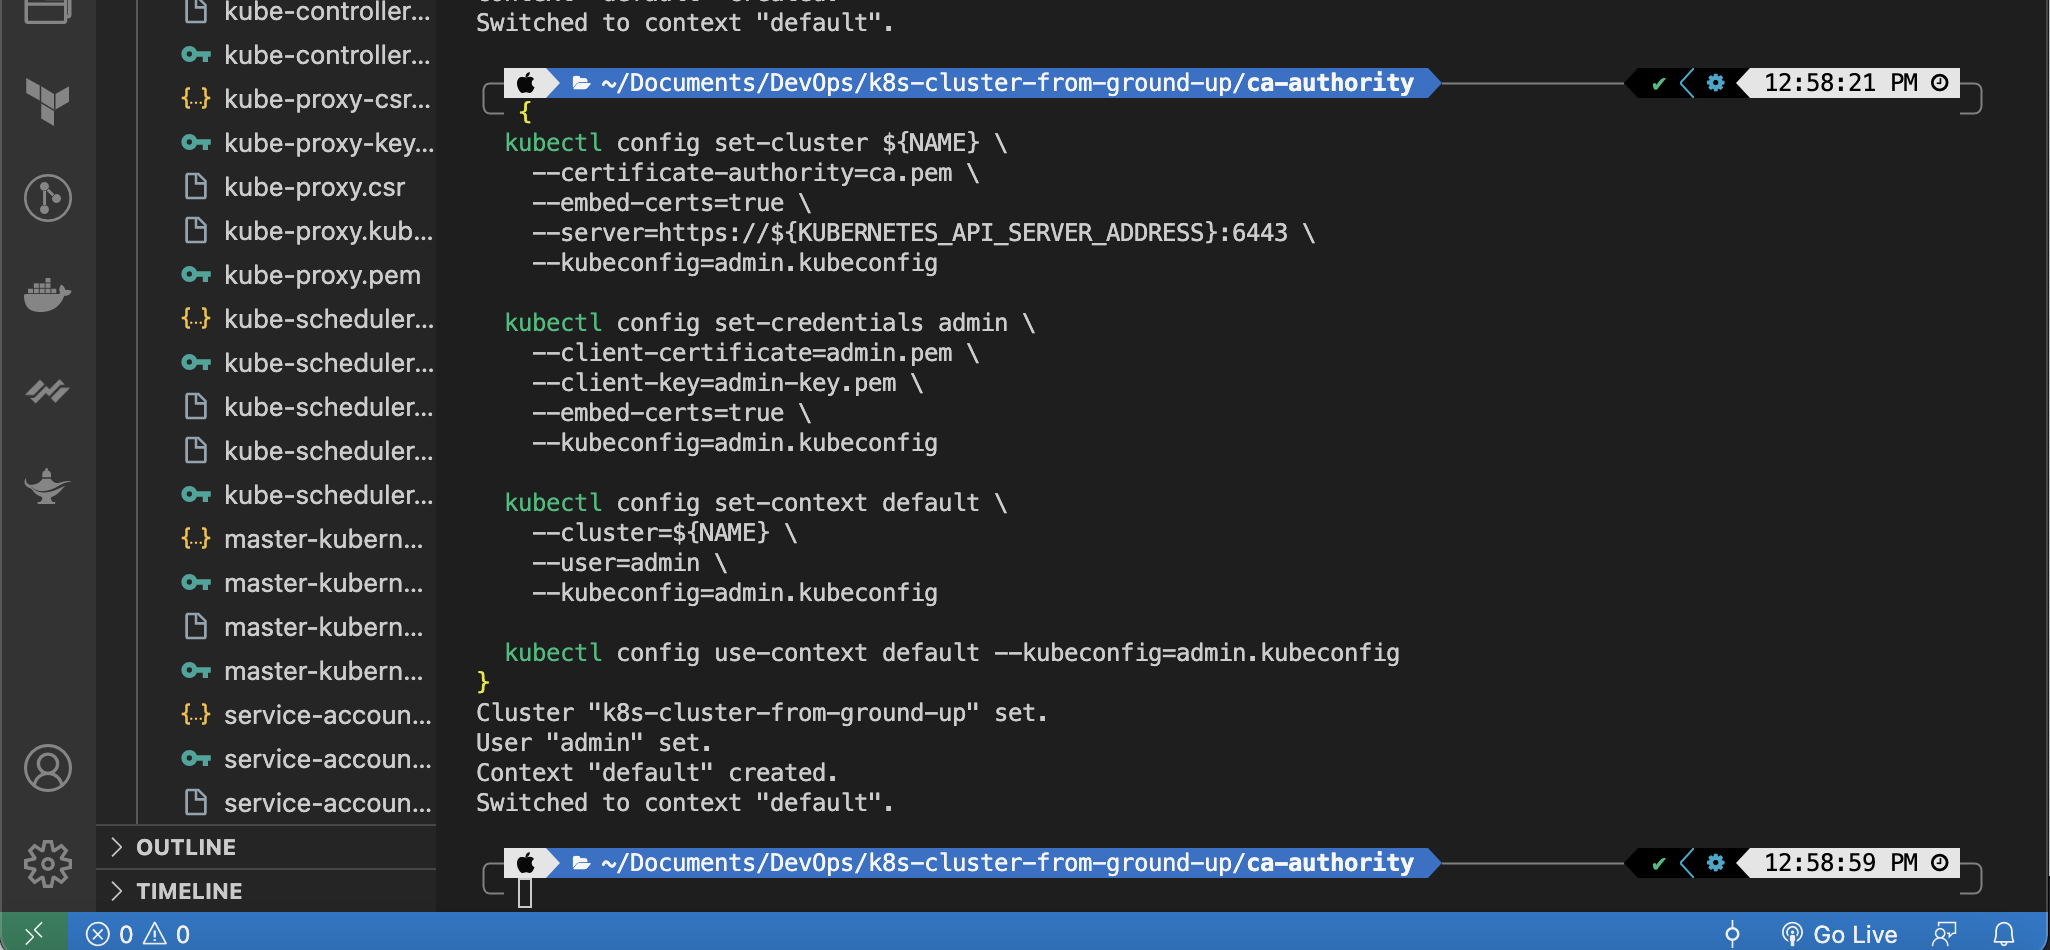 kube-controller...
kube-controller...
kube-proxy-csr...
kube-proxy-key...
kube-proxy.csr
kube-proxy.kub...
kube-proxy.pem
kube-scheduler...
kube-scheduler...
kube-scheduler...
kube-scheduler...
kube-scheduler...
master-kubern...
master-kubern...
master-kubern...
master-kubern...
service-accoun...
service-accoun...
service-accoun...
OUTLINE
TIMELINE
Switched to context "default".
~/Documents/DevOps/k8s-cluster-from-ground-up/ca-authority ✔ 12:58:21 PM
{
kubectl config set-cluster ${NAME} \
--certificate-authority=ca.pem \
--embed-certs=true \
--server=https://${KUBERNETES_API_SERVER_ADDRESS}:6443 \
--kubeconfig=admin.kubeconfig
kubectl config set-credentials admin \
--client-certificate=admin.pem \
--client-key=admin-key.pem \
--embed-certs=true \
--kubeconfig=admin.kubeconfig
kubectl config set-context default \
--cluster=${NAME} \
--user=admin \
--kubeconfig=admin.kubeconfig
kubectl config use-context default --kubeconfig=admin.kubeconfig
}
Cluster "k8s-cluster-from-ground-up" set.
User "admin" set.
Context "default" created.
Switched to context "default".
~/Documents/DevOps/k8s-cluster-from-ground-up/ca-authority ✔ 12:58:59 PM
0 0 Go Live